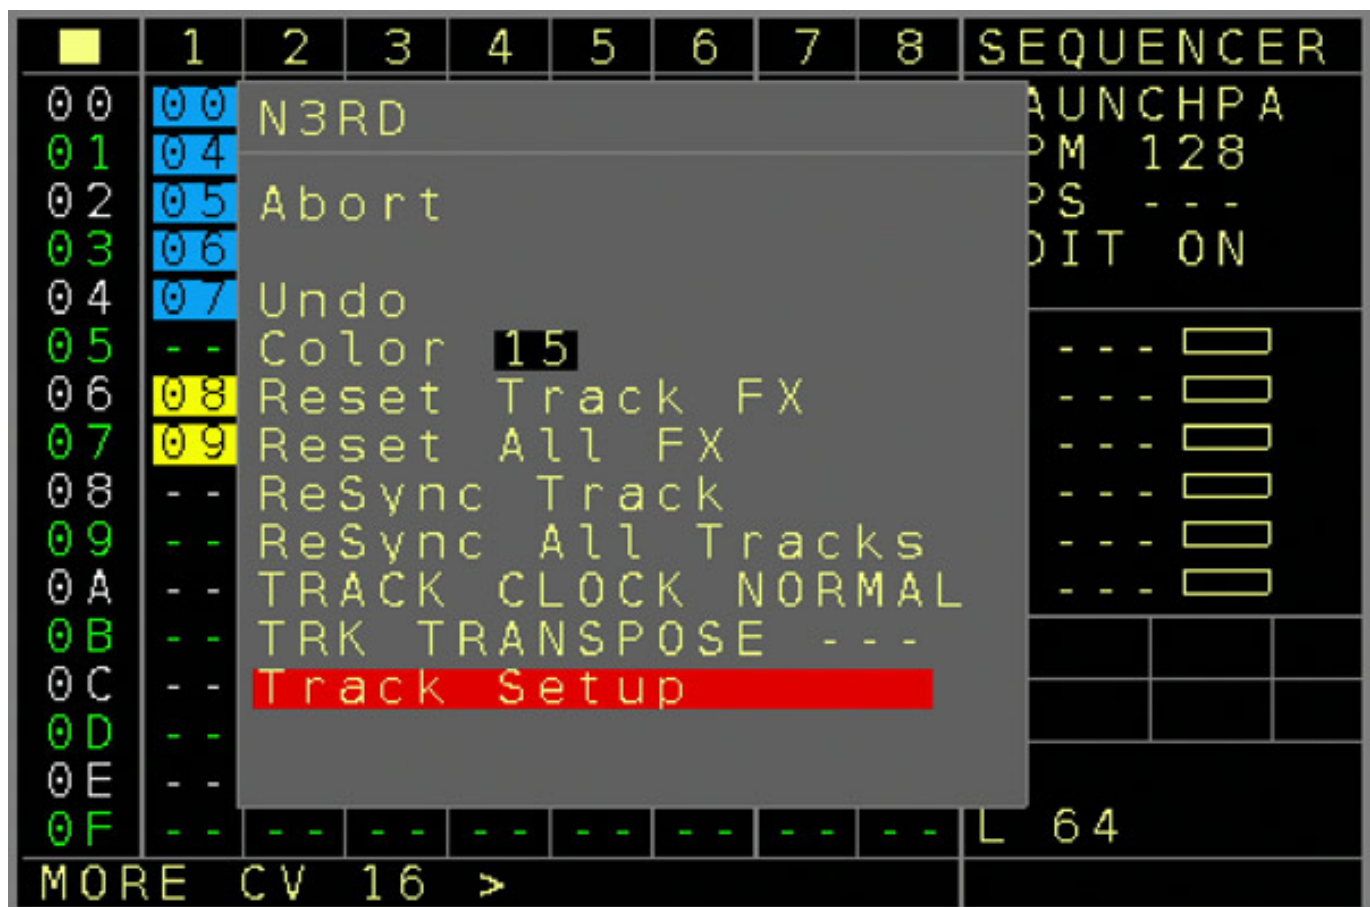 1 2 3 4 5 6 7 8 SEQUENCER
00 00
01 04
02 05
03 06
04 07
05 --
06 08
07 09
08 --
09 --
0A --
0B --
0C --
0D --
0E --
0F -- -- -- -- -- -- -- --
N3RD
Abort
Undo
Color 15
Reset Track FX
Reset All FX
ReSync Track
ReSync All Tracks
TRACK CLOCK NORMAL
TRK TRANSPOSE ---
Track Setup
AUNCHPA
PM 128
PS ---
DIT ON
---
---
---
---
---
---
L 64
MORE CV 16 >